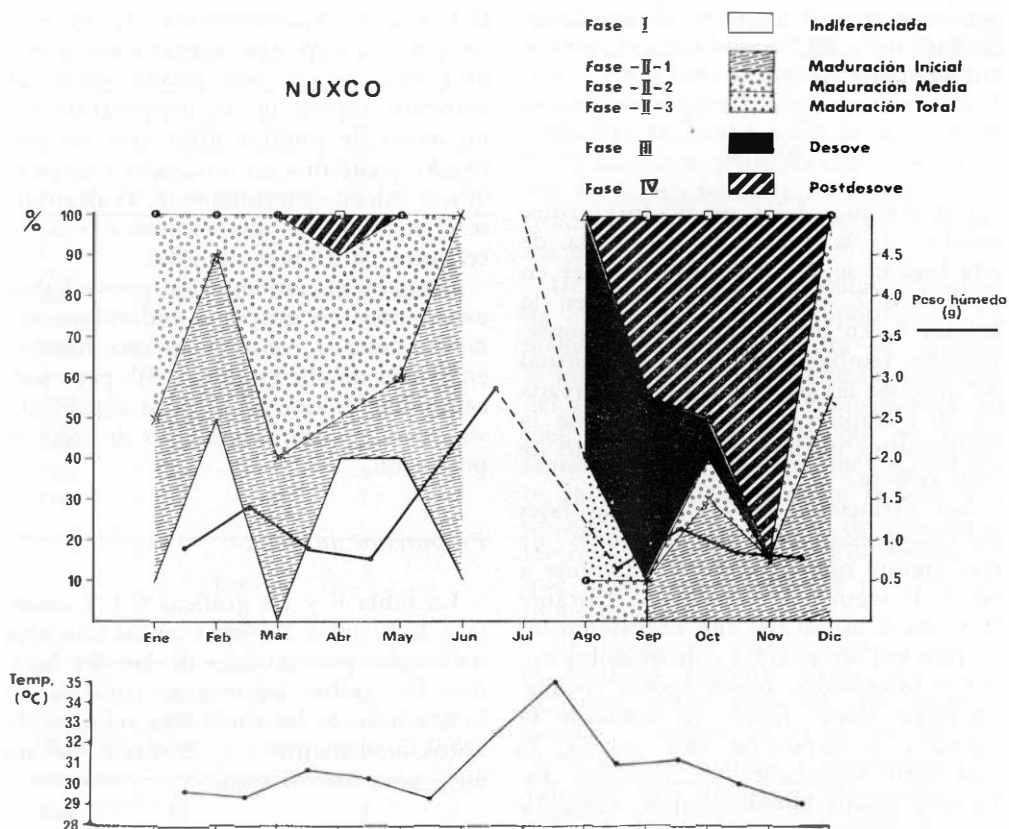 NUXCO
Fase I Indiferenciada
Fase -II-1 Maduración Inicial
Fase -II-2 Maduración Media
Fase -II-3 Maduración Total
Fase III Desove
Fase IV Postdesove
%
100
90
80
70
60
50
40
30
20
10
4.5
4.0
3.5
3.0
2.5
2.0
1.5
1.0
0.5
Peso húmedo
(g)
Ene Feb Mar Abr May Jun Jul Ago Sep Oct Nov Dic
Temp.
(°C)
35
34
33
32
31
30
29
28